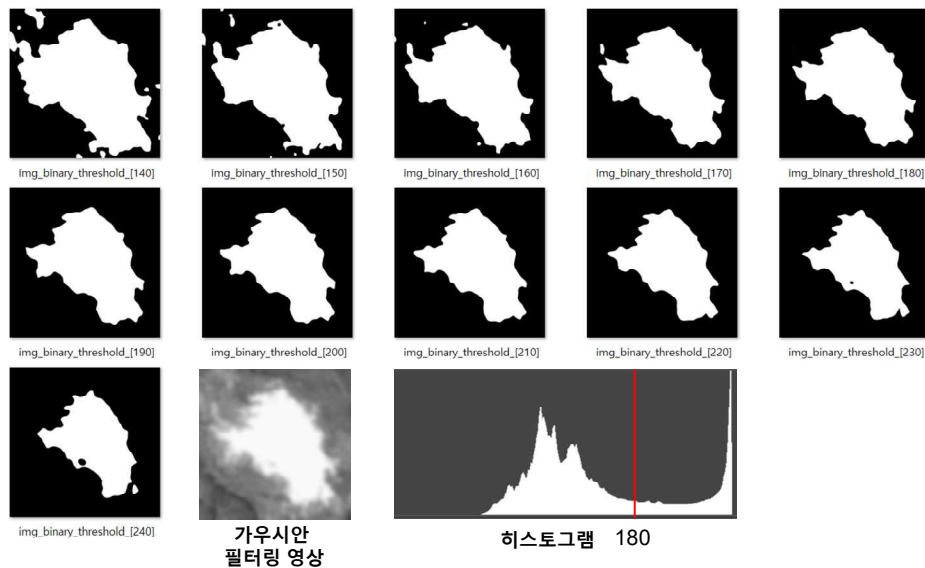 img_binary_threshold_[140]
img_binary_threshold_[150]
img_binary_threshold_[160]
img_binary_threshold_[170]
img_binary_threshold_[180]
img_binary_threshold_[190]
img_binary_threshold_[200]
img_binary_threshold_[210]
img_binary_threshold_[220]
img_binary_threshold_[230]
img_binary_threshold_[240]
가우시안
필터링 영상
히스토그램 180